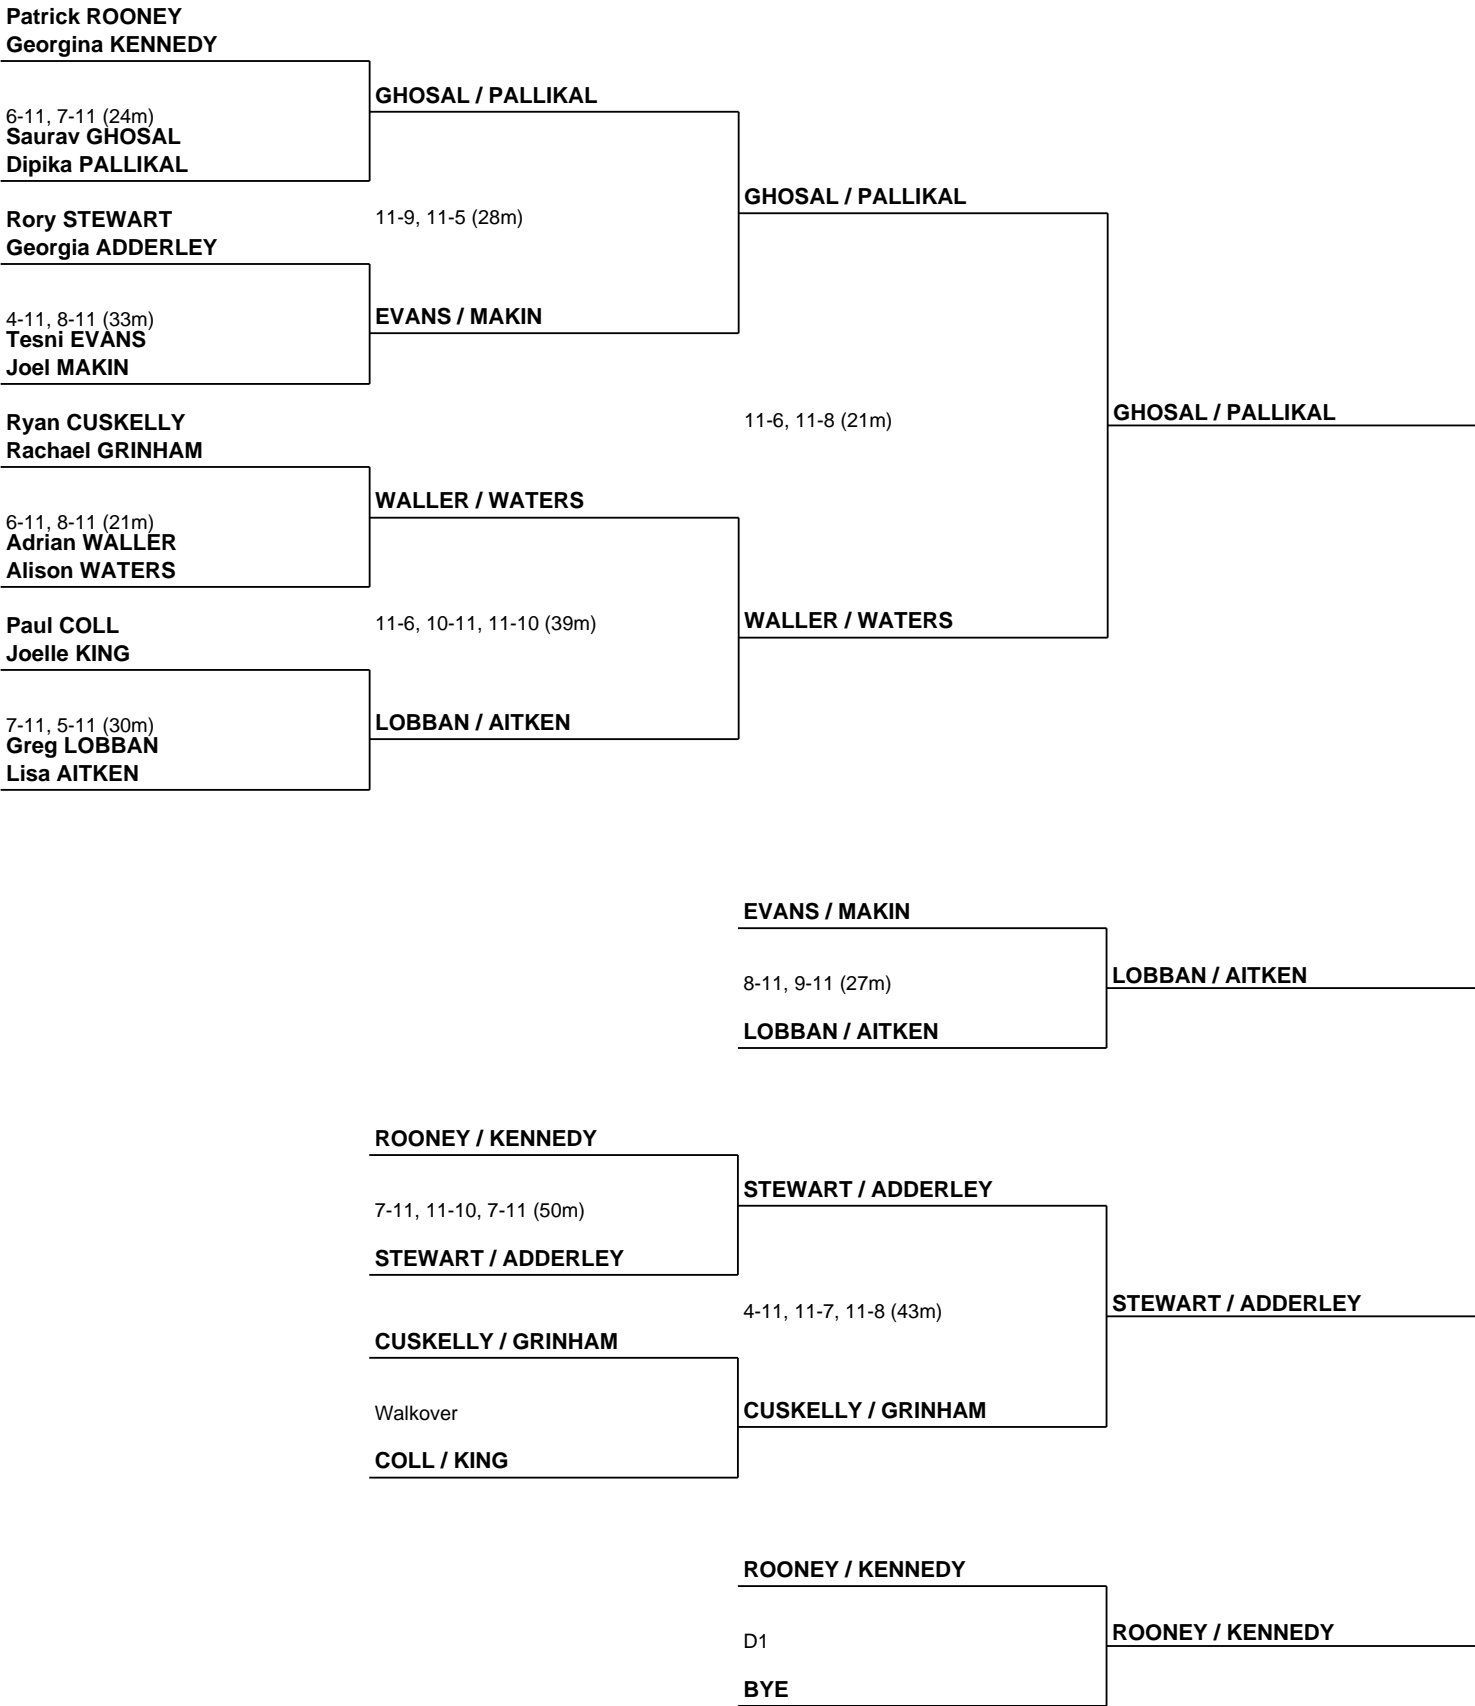 Patrick ROONEY
Georgina KENNEDY
GHOSAL / PALLIKAL
6-11, 7-11 (24m)
Saurav GHOSAL
Dipika PALLIKAL
GHOSAL / PALLIKAL
Rory STEWART
11-9, 11-5 (28m)
Georgia ADDERLEY
EVANS / MAKIN
4-11, 8-11 (33m)
Tesni EVANS
Joel MAKIN
GHOSAL / PALLIKAL
Ryan CUSKELLY
11-6, 11-8 (21m)
Rachael GRINHAM
WALLER / WATERS
6-11, 8-11 (21m)
Adrian WALLER
Alison WATERS
WALLER / WATERS
Paul COLL
11-6, 10-11, 11-10 (39m)
Joelle KING
LOBBAN / AITKEN
7-11, 5-11 (30m)
Greg LOBBAN
Lisa AITKEN
EVANS / MAKIN
LOBBAN / AITKEN
8-11, 9-11 (27m)
LOBBAN / AITKEN
ROONEY / KENNEDY
STEWART / ADDERLEY
7-11, 11-10, 7-11 (50m)
STEWART / ADDERLEY
STEWART / ADDERLEY
4-11, 11-7, 11-8 (43m)
CUSKELLY / GRINHAM
Walkover
CUSKELLY / GRINHAM
COLL / KING
ROONEY / KENNEDY
ROONEY / KENNEDY
D1
BYE